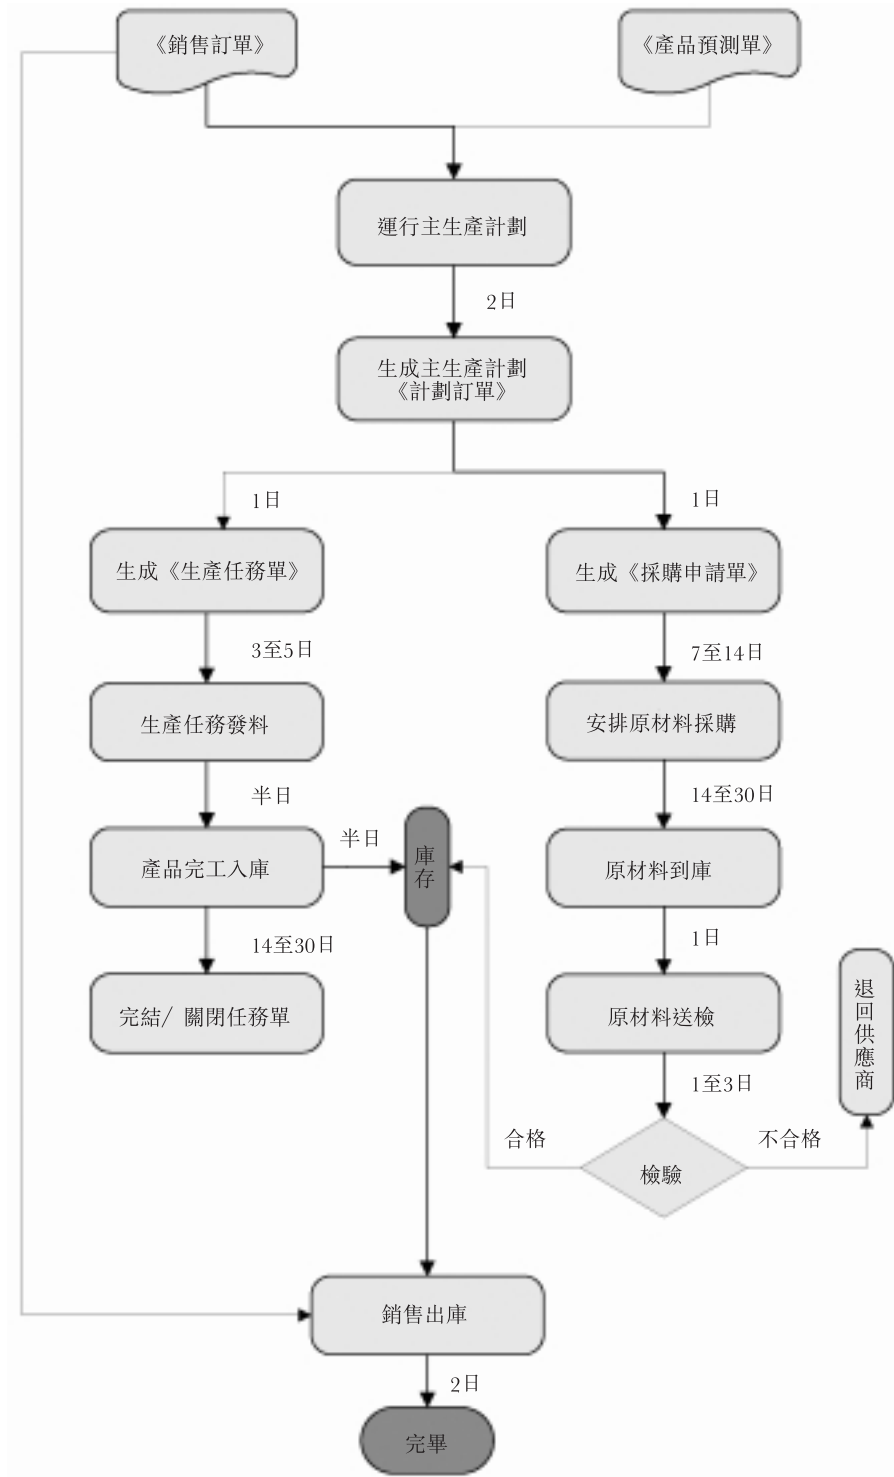 《銷售訂單》
《產品預測單》
運行主生產計劃
2日
生成主生產計劃
《計劃訂單》
1日
1日
生成《生產任務單》
生成《採購申請單》
3至5日
7至14日
生產任務發料
安排原材料採購
半日
14至30日
半日
產品完工入庫
庫存
原材料到庫
14至30日
1日
完結/ 關閉任務單
原材料送檢
退回供應商
1至3日
合格
不合格
檢驗
銷售出庫
2日
完畢